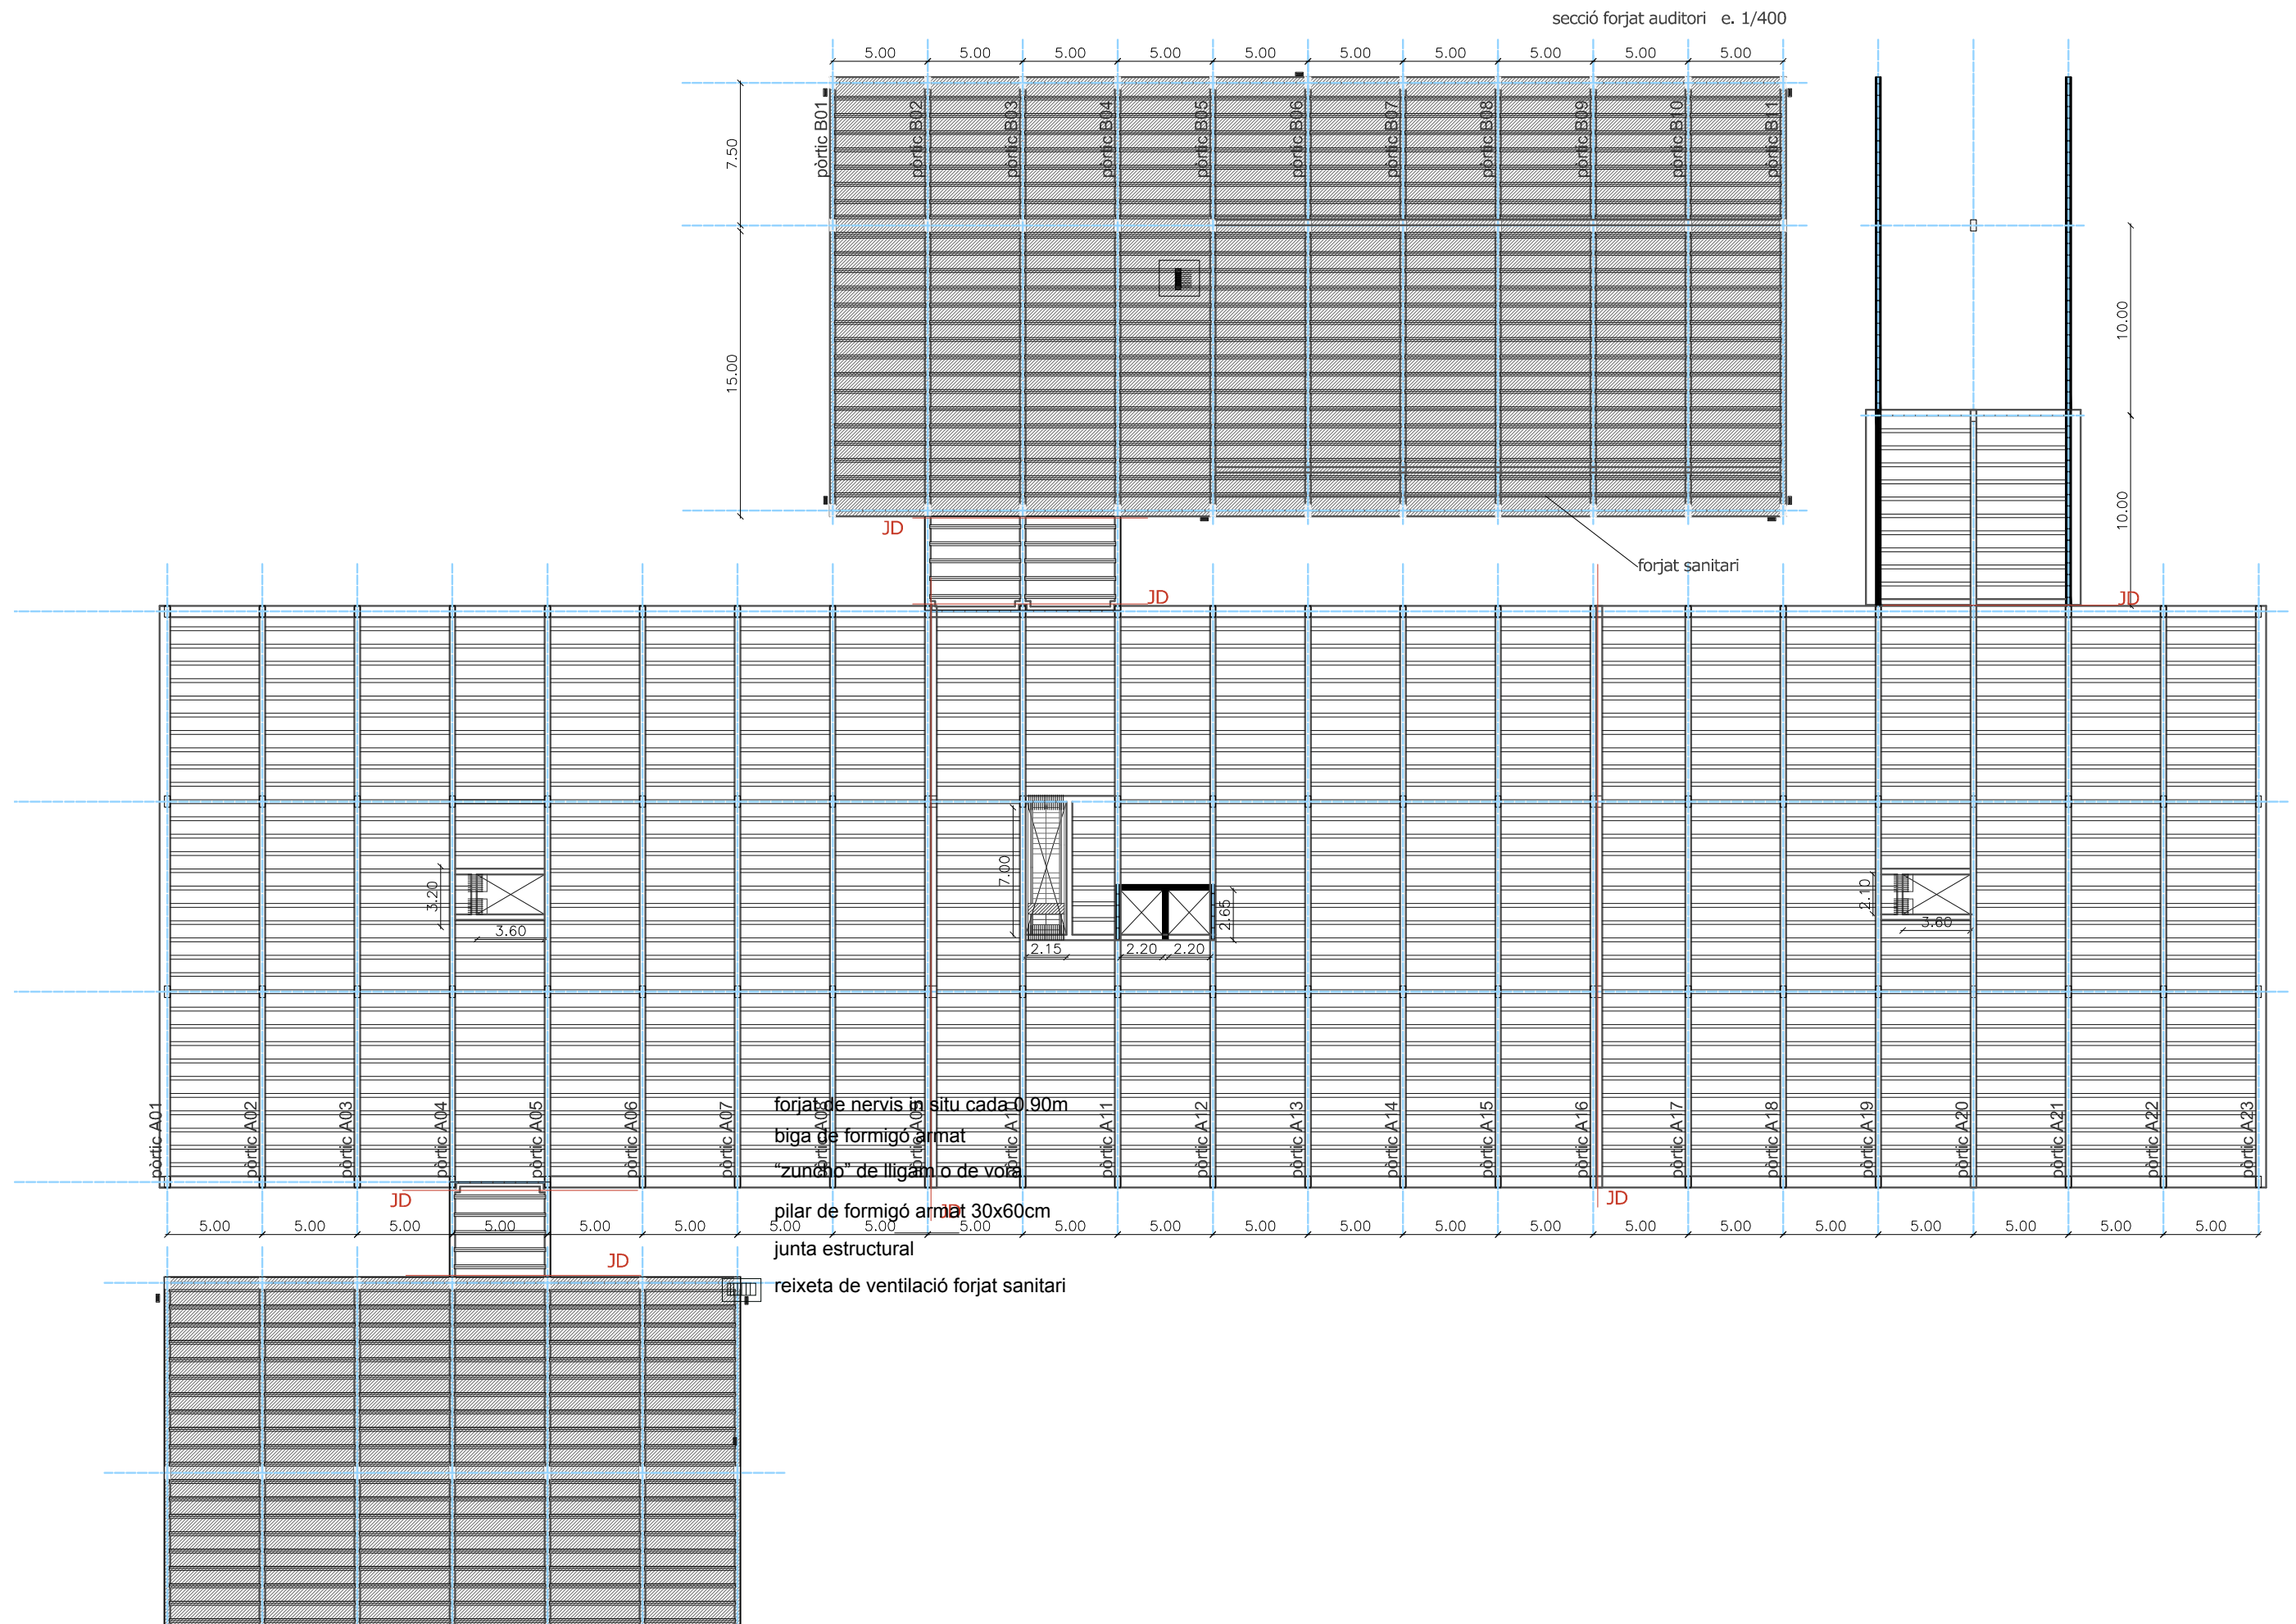 secció forjat auditori e. 1/400
5.00 5.00 5.00 5.00 5.00 5.00 5.00 5.00 5.00 5.00
pòrtic B01
pòrtic B02
pòrtic B03
pòrtic B04
pòrtic B05
pòrtic B06
pòrtic B07
pòrtic B08
pòrtic B09
pòrtic B10
pòrtic B11
7.50
15.00
10.00
10.00
JD
forjat sanitari
JD
JD
3.20
3.60
7.00
2.15
2.20 2.20
2.65
2.10
3.60
pòrtic A01
pòrtic A02
pòrtic A03
pòrtic A04
pòrtic A05
pòrtic A06
pòrtic A07
pòrtic A08
pòrtic A09
pòrtic A10
pòrtic A11
pòrtic A12
pòrtic A13
pòrtic A14
pòrtic A15
pòrtic A16
pòrtic A17
pòrtic A18
pòrtic A19
pòrtic A20
pòrtic A21
pòrtic A22
pòrtic A23
forjat de nervis in situ cada 0.90m
biga de formigó armat
“zuncho” de lligam o de vora
JD
JD
JD
pilar de formigó armat 30x60cm
5.00 5.00 5.00 5.00 5.00 5.00 5.00 5.00 5.00 5.00 5.00 5.00 5.00 5.00 5.00 5.00 5.00 5.00 5.00 5.00 5.00 5.00
junta estructural
JD
reixeta de ventilació forjat sanitari